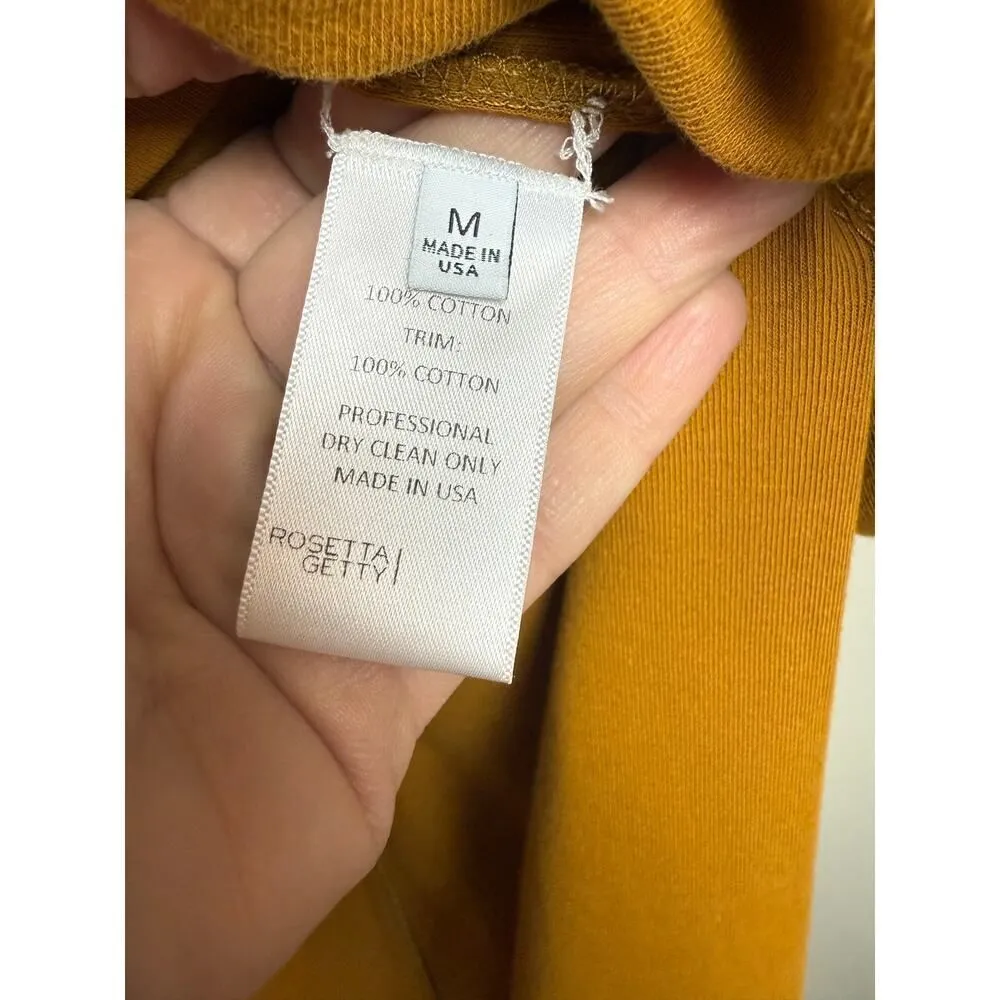 M
MADE IN
USA
100% COTTON
TRIM:
100% COTTON
PROFESSIONAL
DRY CLEAN ONLY
MADE IN USA
ROSETTA
GETTY